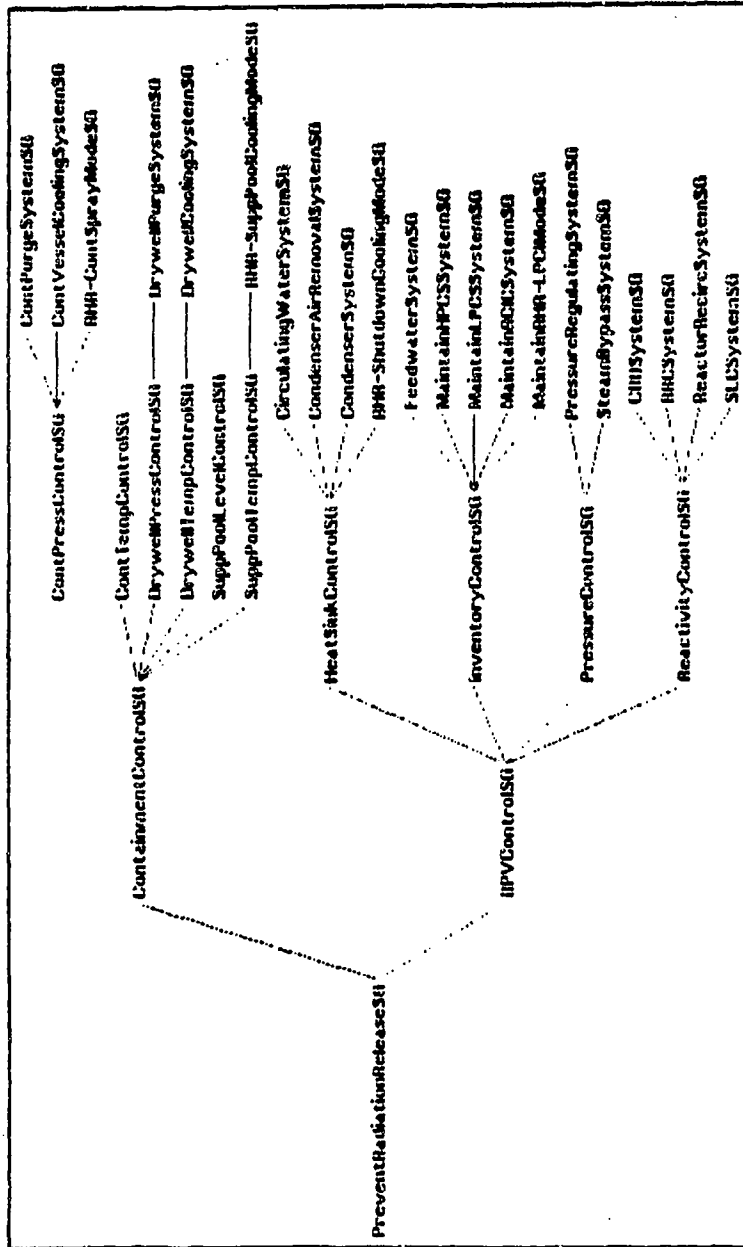 ContPurgeSystemSG
ContPressControlSG
ContVesselCoolingSystemSG
RHR-ContSprayModeSG
ContTempControlSG
DrywellPressControlSG
DrywellPurgeSystemSG
ContainmentControlSG
DrywellTempControlSG
DrywellCoolingSystemSG
SuppPoolLevelControlSG
SuppPoolTempControlSG
RHR-SuppPoolCoolingModeSG
CirculatingWaterSystemSG
CondenserAirRemovalSystemSG
HeatSinkControlSG
CondenserSystemSG
RHR-ShutdownCoolingModeSG
PreventRadiationReleaseSG
FeedwaterSystemSG
MaintainHPCSSystemSG
InventoryControlSG
MaintainLPCSSystemSG
MaintainRCICSystemSG
MaintainRHR-LPCIModeSG
RPVControlSG
PressureRegulatingSystemSG
PressureControlSG
SteamBypassSystemSG
CRDSystemSG
ReactivityControlSG
ReactorRecircSystemSG
SLCSystemSG